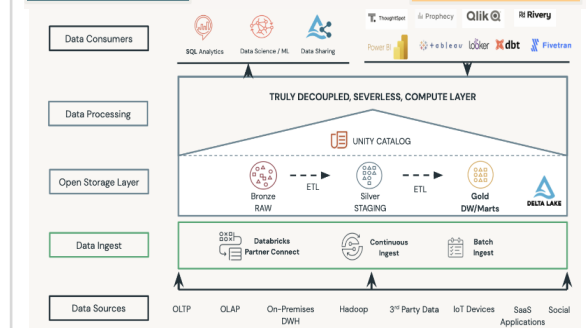 ThoughtSpot Prophecy Qlik Rivery
Data Consumers
SQL Analytics Data Science / ML Data Sharing
Power BI +ableau looker dbt Fivetran
Data Processing
TRULY DECOUPLED, SEVERLESS, COMPUTE LAYER
UNITY CATALOG
Open Storage Layer
ETL ETL
Bronze Silver Gold
RAW STAGING DW/Marts
DELTA LAKE
Data Ingest
Databricks Continuous Batch
Partner Connect Ingest Ingest
Data Sources
OLTP OLAP On-Premises Hadoop 3rd Party Data IoT Devices SaaS Social
DWH Applications